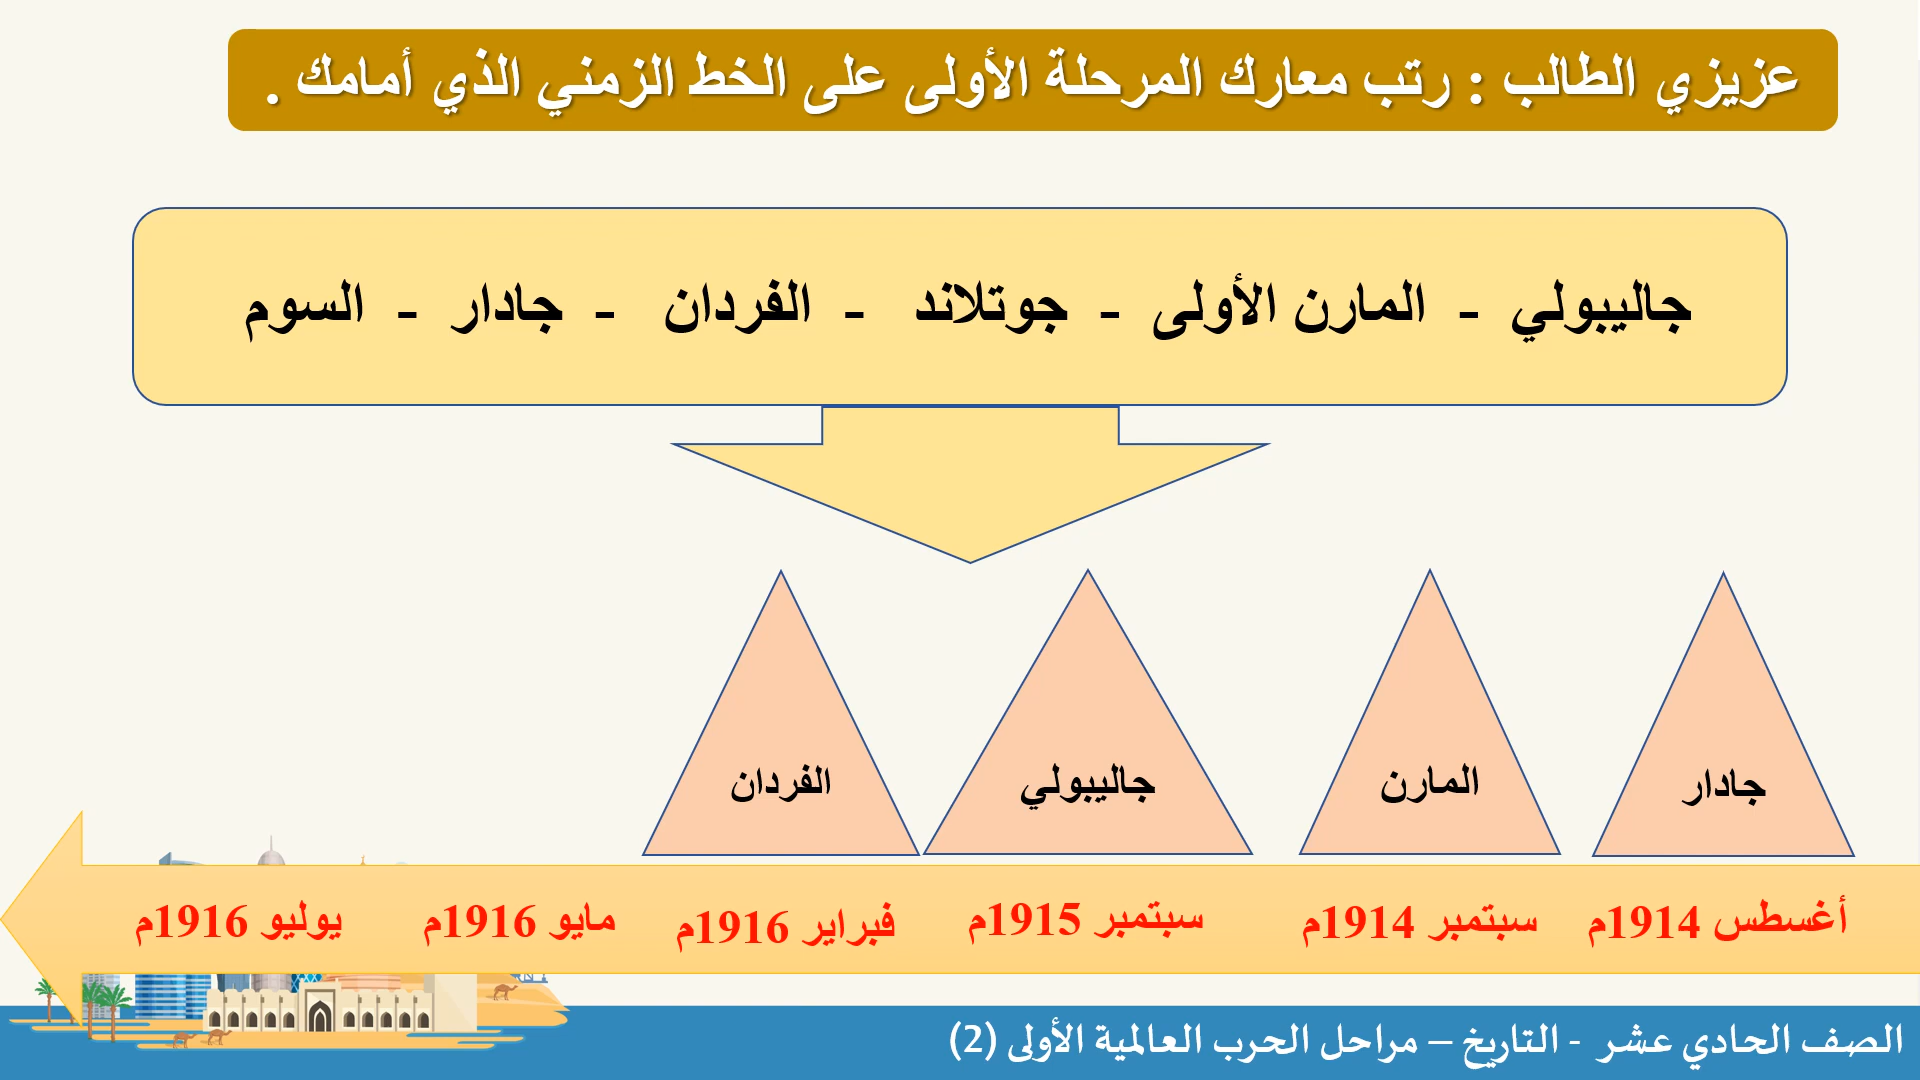 عزيزي الطالب : رتب معارك المرحلة الأولى على الخط الزمني الذي أمامك .
جاليبولي - المارن الأولى - جوتلاند - الفردان - جادار - السوم
جادار
المارن
جاليبولي
الفردان
أغسطس 1914م
سبتمبر 1914م
سبتمبر 1915م
فبراير 1916م
مايو 1916م
يوليو 1916م
الصف الحادي عشر - التاريخ – مراحل الحرب العالمية الأولى (2)